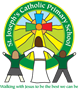 St. Joseph's Catholic Primary School
Walking with Jesus to be the best we can be